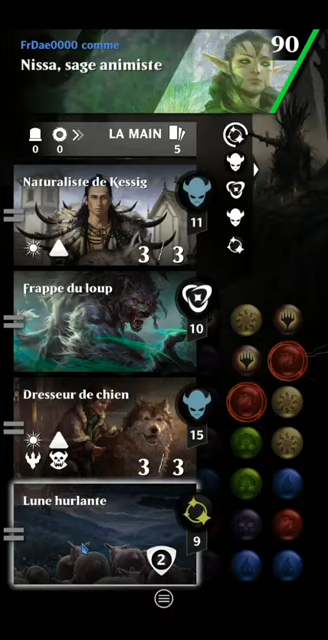 FrDae0000 comme
90
Nissa, sage animiste
0
0
LA MAIN
5
Naturaliste de Kessig
11
3 / 3
Frappe du loup
10
Dresseur de chien
15
3 3
Lune hurlante
9
2